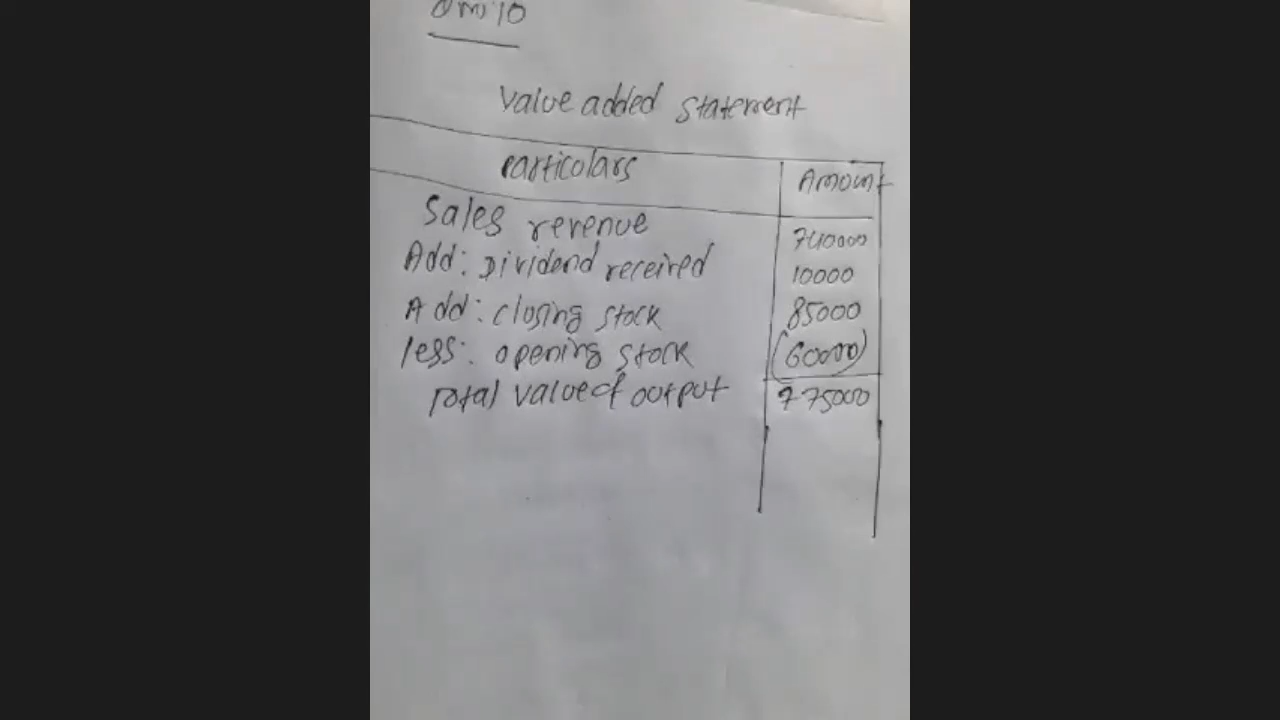 Value added statement
Particulars Amount
Sales revenue 740000
Add: Dividend received 10000
Add: closing stock 85000
less: opening stock (60000)
Total value of output 775000